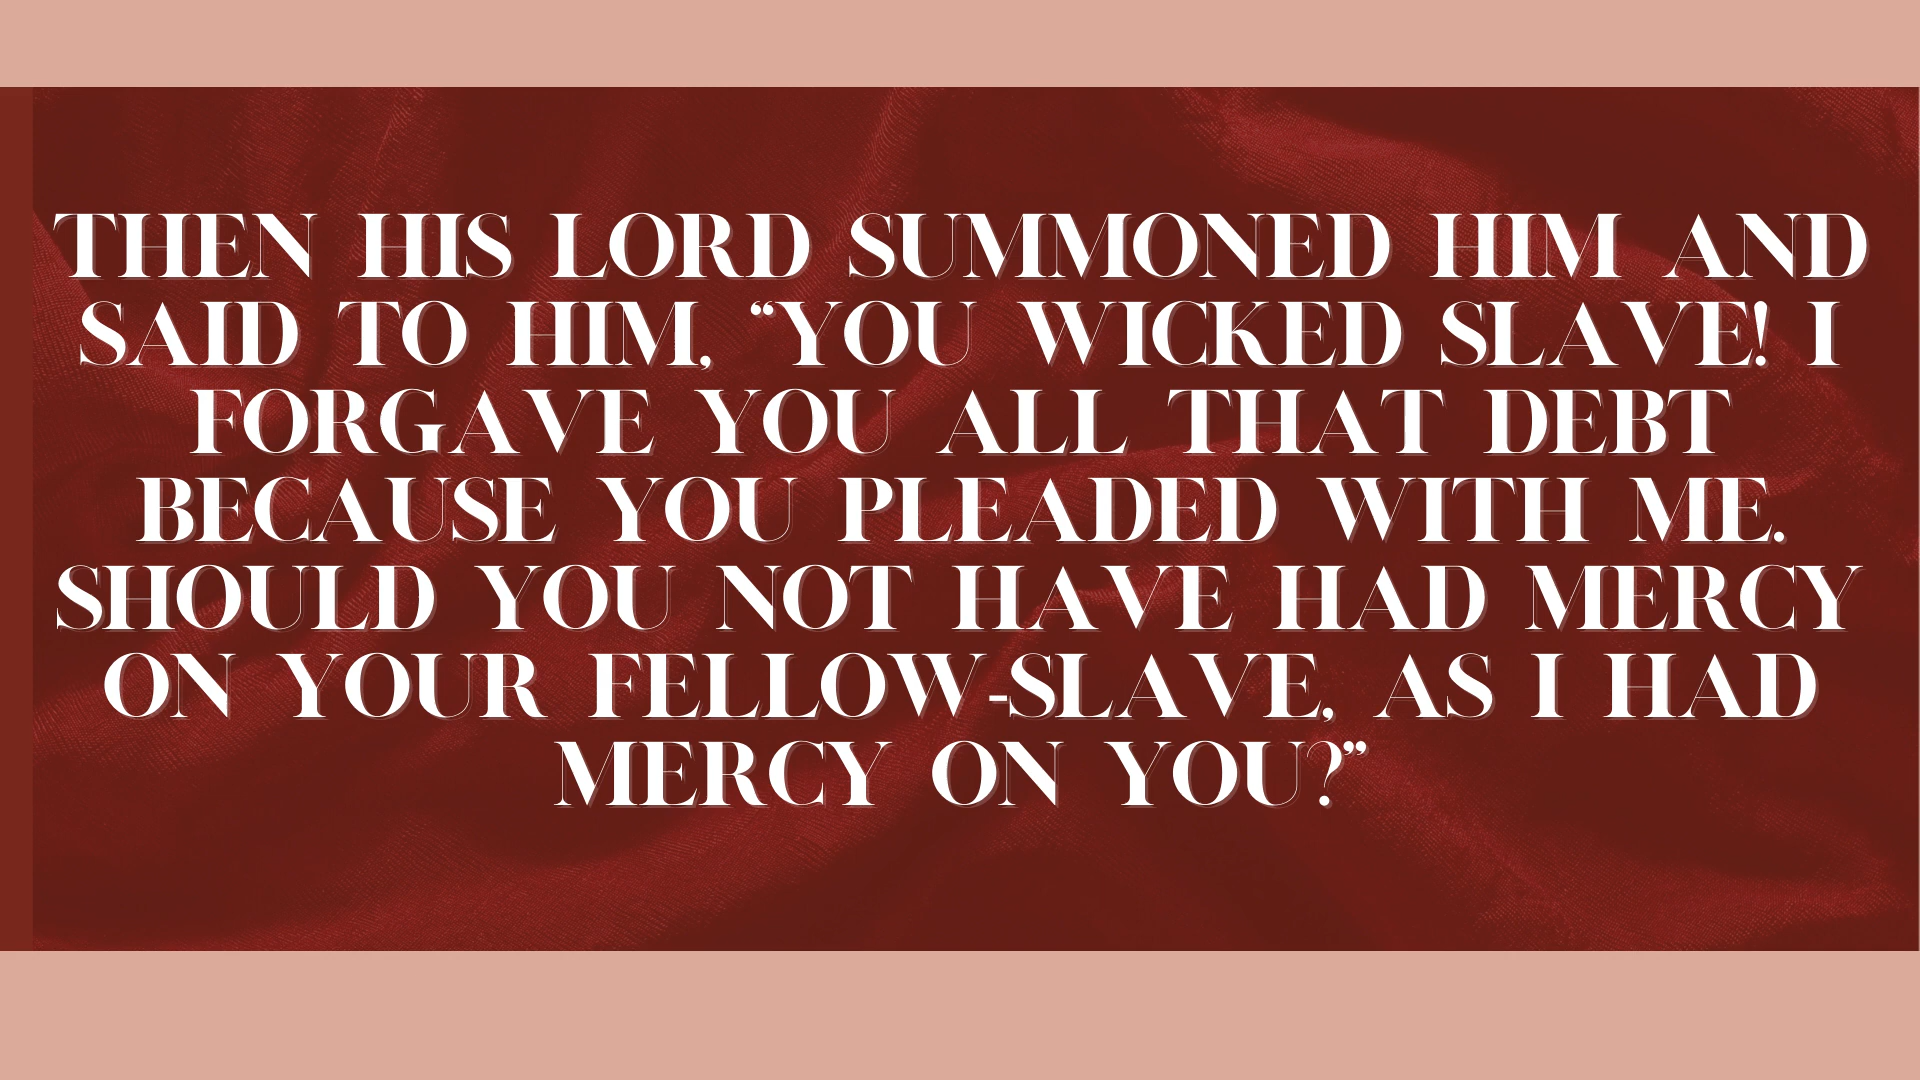 THEN HIS LORD SUMMONED HIM AND
SAID TO HIM, “YOU WICKED SLAVE! I
FORGAVE YOU ALL THAT DEBT
BECAUSE YOU PLEADED WITH ME.
SHOULD YOU NOT HAVE HAD MERCY
ON YOUR FELLOW-SLAVE, AS I HAD
MERCY ON YOU?”